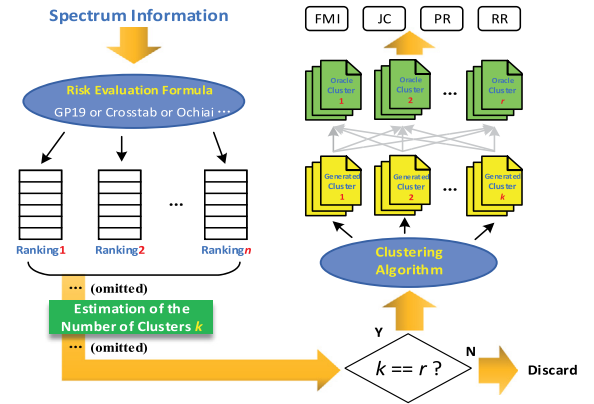 Spectrum Information
Risk Evaluation Formula
GP19 or Crosstab or Ochiai ⋯
...
Ranking1
Ranking2
Rankingn
... (omitted)
Estimation of the
Number of Clusters k
... (omitted)
FMI
JC
PR
RR
Oracle
Cluster
1
Oracle
Cluster
2
...
Oracle
Cluster
r
Generated
Cluster
1
Generated
Cluster
2
...
Generated
Cluster
k
Clustering
Algorithm
Y
k == r ?
N
Discard